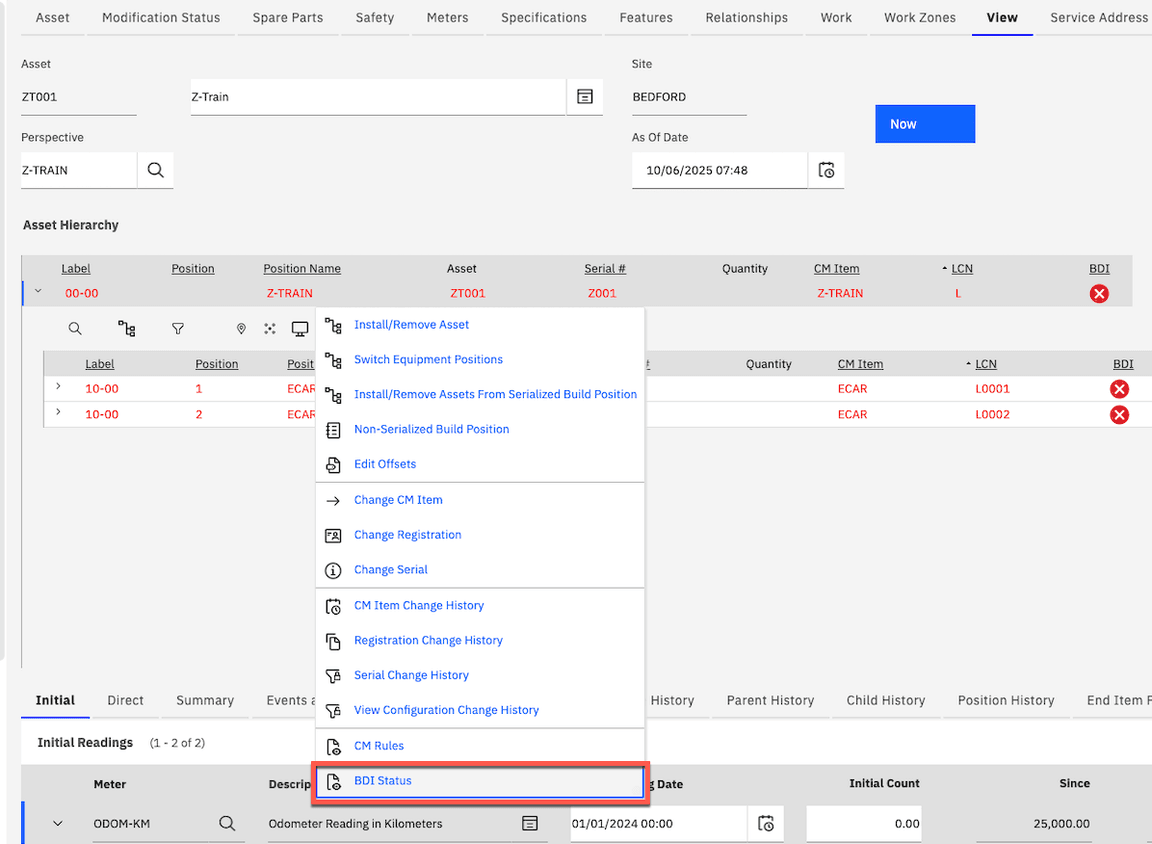 Asset Modification Status Spare Parts Safety Meters Specifications Features Relationships Work Work Zones View Service Address
Asset Site
ZT001 Z-Train BEDFORD
Now
Perspective As Of Date
Z-TRAIN 10/06/2025 07:48
Asset Hierarchy
Label Position Position Name Asset Serial # Quantity CM Item LCN BDI
00-00 Z-TRAIN ZT001 Z001 Z-TRAIN L
Install/Remove Asset
Switch Equipment Positions
Label Position Posit Quantity CM Item LCN BDI
10-00 1 ECAR ECAR L0001
Install/Remove Assets From Serialized Build Position
10-00 2 ECAR ECAR L0002
Non-Serialized Build Position
Edit Offsets
Change CM Item
Change Registration
Change Serial
CM Item Change History
Registration Change History
Serial Change History
Initial Direct Summary Events a History Parent History Child History Position History End Item
View Configuration Change History
Initial Readings (1 - 2 of 2)
CM Rules
BDI Status
Meter Descrip g Date Initial Count Since
ODOM-KM Odometer Reading in Kilometers 01/01/2024 00:00 0.00 25,000.00